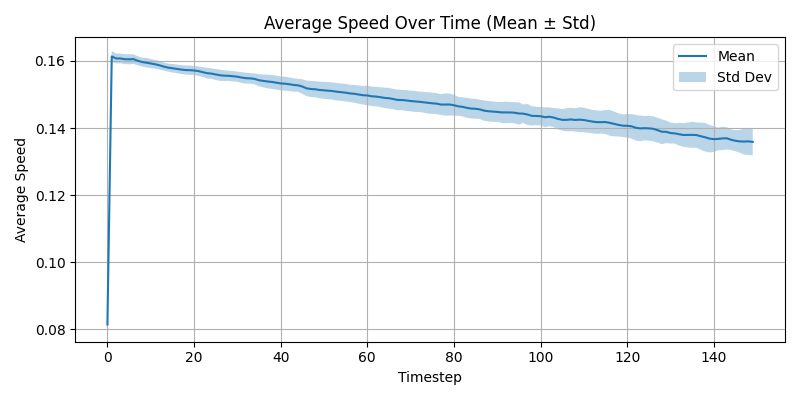 Average Speed Over Time (Mean ± Std)
Mean
Std Dev
Average Speed
0.16
0.14
0.12
0.10
0.08
0 20 40 60 80 100 120 140
Timestep